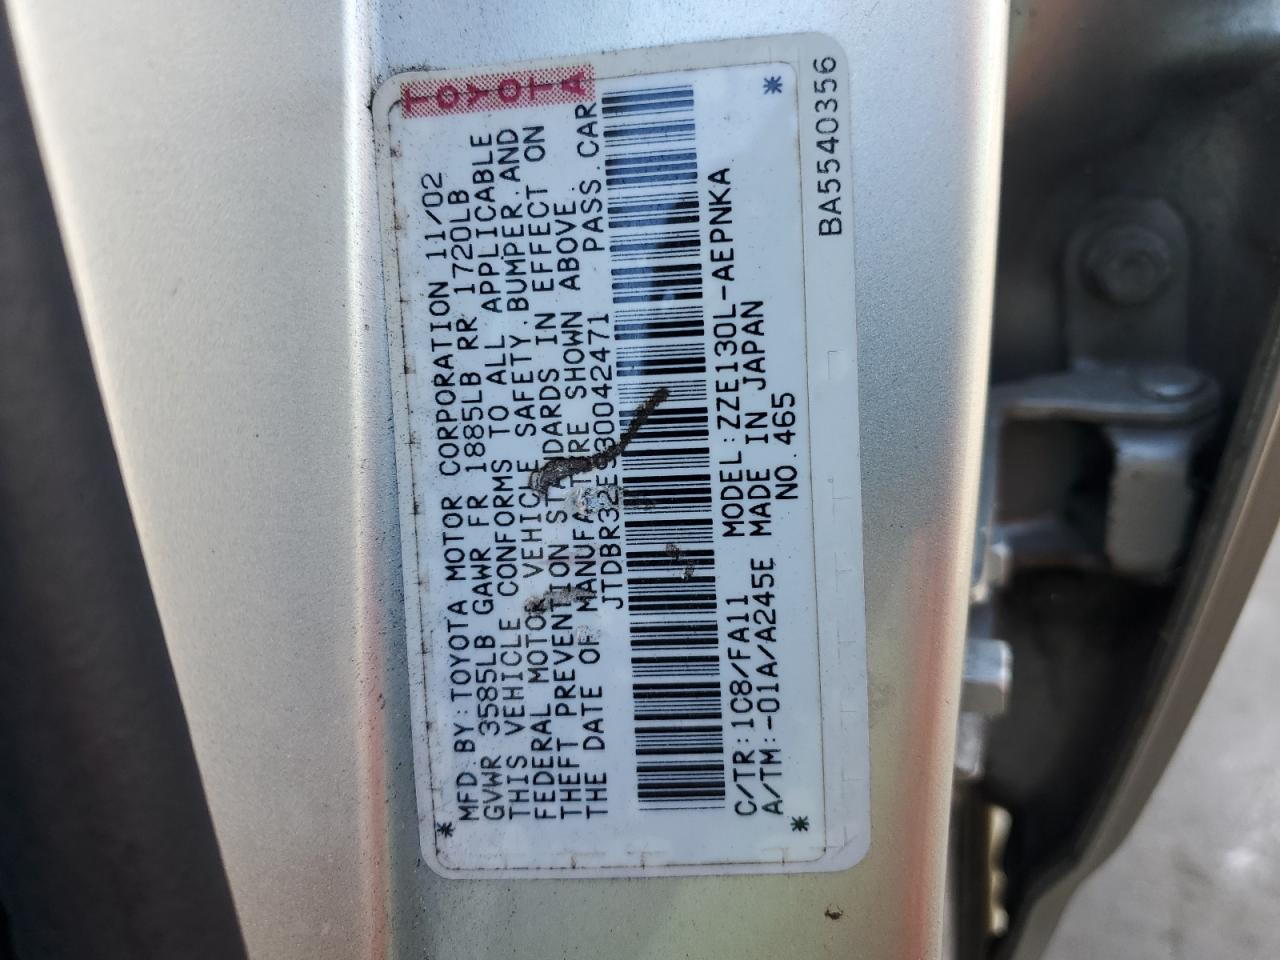 TOYOTA
MFD.BY:TOYOTA MOTOR CORPORATION 11/02
GVWR 3585LB GAWR FR 1885LB RR 1720LB
THIS VEHICLE CONFORMS TO ALL APPLICABLE
FEDERAL MOTOR VEHICLE SAFETY.BUMPER.AND
THEFT PREVENTION STANDARDS IN EFFECT ON
THE DATE OF MANUFACTURE SHOWN ABOVE.
PASS.CAR
C/TR:1C8/FA11 MODEL:ZZE130L-AEPNKA
A/TM:-01A/A245E MADE IN JAPAN
NO.465
* * *
BA5540356